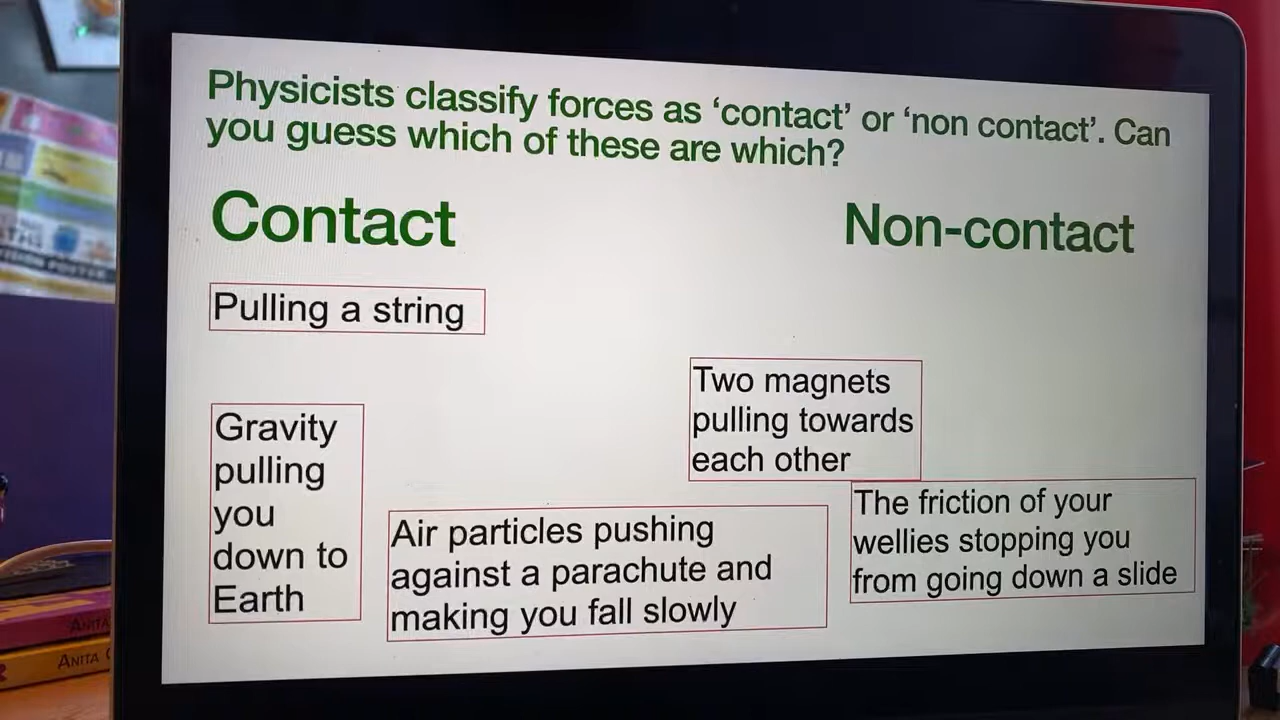 Physicists classify forces as ‘contact’ or ‘non contact’. Can
you guess which of these are which?
Contact
Non-contact
Pulling a string
Two magnets
pulling towards
each other
Gravity
pulling
you
down to
Earth
Air particles pushing
against a parachute and
making you fall slowly
The friction of your
wellies stopping you
from going down a slide
ANITA
ANITA